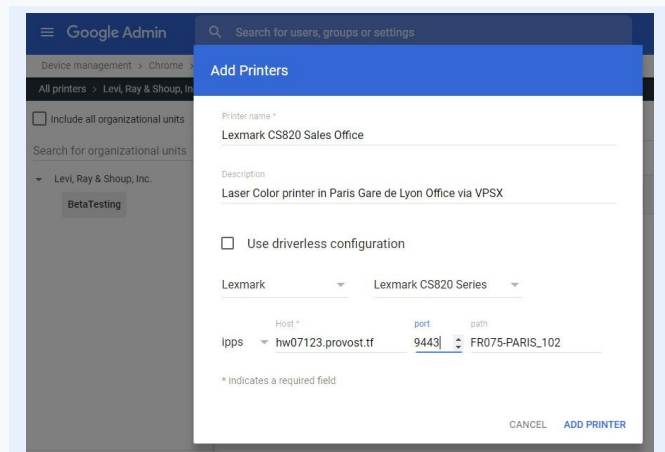 Google Admin
Search for users, groups or settings
Device management > Chrome >
All printers > Levi, Ray & Shoup, In
Include all organizational units
Search for organizational units
Levi, Ray & Shoup, Inc.
BetaTesting
Add Printers
Printer name *
Lexmark CS820 Sales Office
Description
Laser Color printer in Paris Gare de Lyon Office via VPSX
Use driverless configuration
Lexmark Lexmark CS820 Series
Host * port path
ipps hw07123.provost.tf 9443 FR075-PARIS_102
* Indicates a required field
CANCEL ADD PRINTER